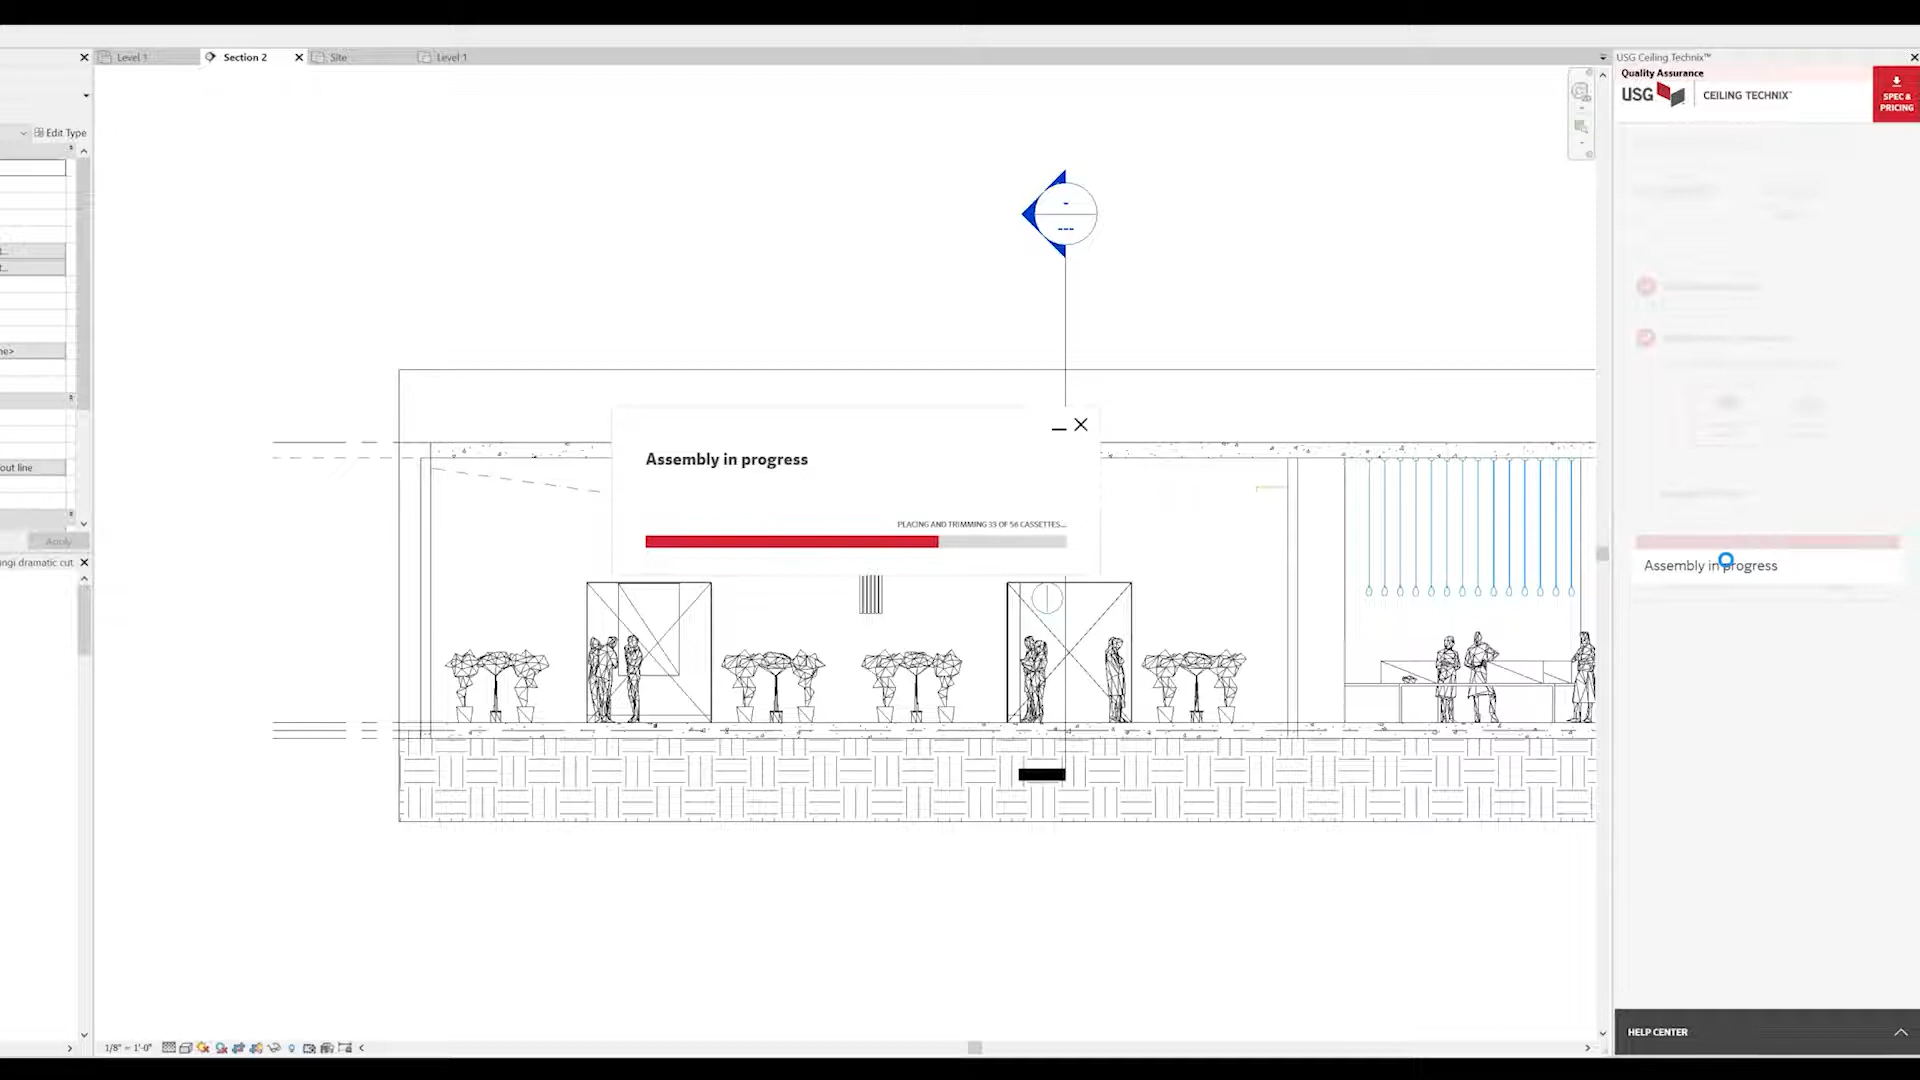 Level 1
Section 2
Site
Level 1
USG Ceiling Technix™
Quality Assurance
USG
CEILING TECHNIX™
SPEC &
PRICING
Edit Type
t...
t...
ne>
out line
Apply
ngi dramatic cut
-
---
Assembly in progress
PLACING AND TRIMMING 33 OF 56 CASSETTES...
Assembly in progress
1/8" = 1'-0"
HELP CENTER